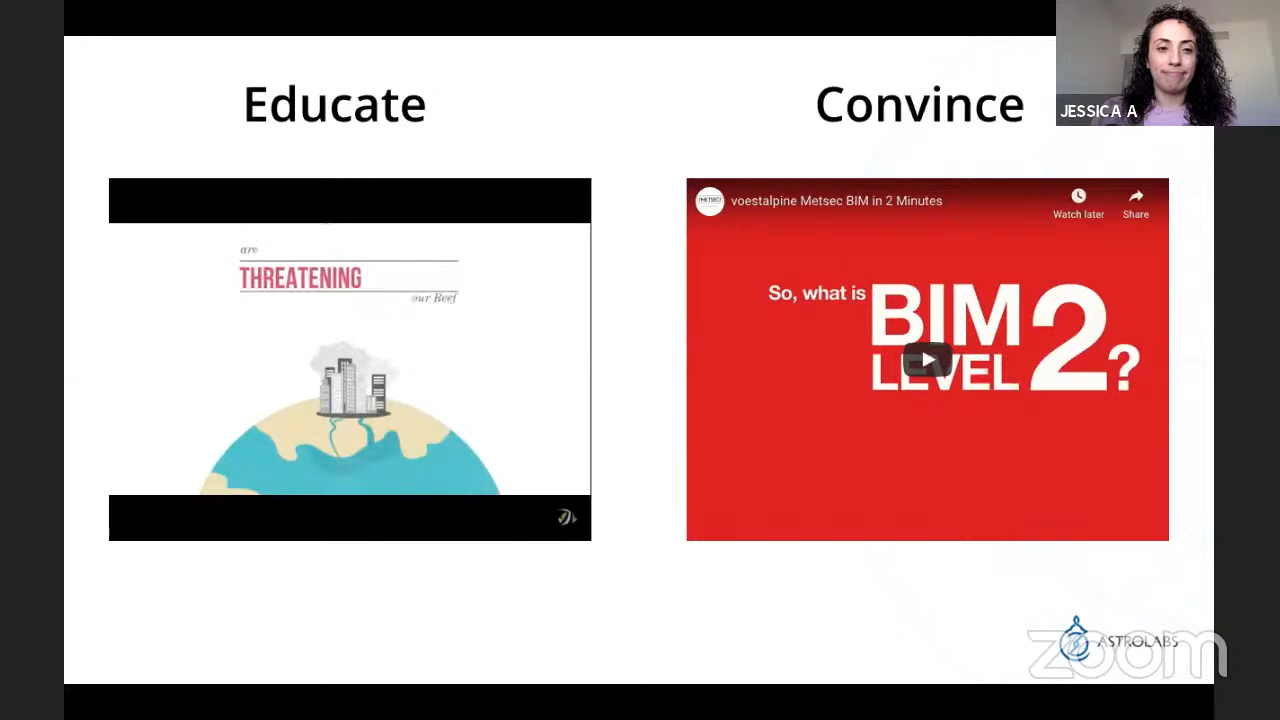 Educate
Convince
JESSICA A
are
THREATENING
our Reef
METSEC
voestalpine Metsec BIM in 2 Minutes
Watch later
Share
So, what is BIM
LEVEL 2?
ASTROLABS
zoom